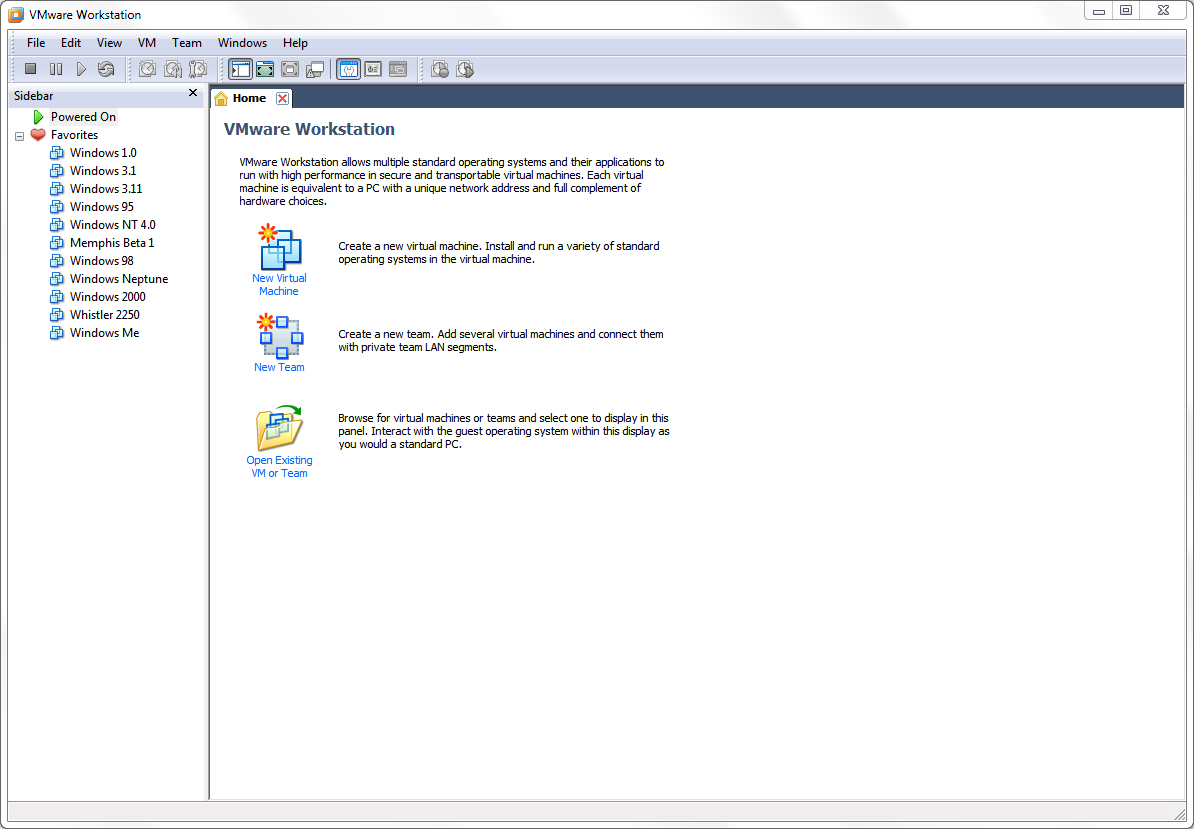 VMware Workstation
File Edit View VM Team Windows Help
Sidebar
Home
Powered On
Favorites
Windows 1.0
Windows 3.1
Windows 3.11
Windows 95
Windows NT 4.0
Memphis Beta 1
Windows 98
Windows Neptune
Windows 2000
Whistler 2250
Windows Me
VMware Workstation
VMware Workstation allows multiple standard operating systems and their applications to
run with high performance in secure and transportable virtual machines. Each virtual
machine is equivalent to a PC with a unique network address and full complement of
hardware choices.
New Virtual
Machine
Create a new virtual machine. Install and run a variety of standard
operating systems in the virtual machine.
New Team
Create a new team. Add several virtual machines and connect them
with private team LAN segments.
Open Existing
VM or Team
Browse for virtual machines or teams and select one to display in this
panel. Interact with the guest operating system within this display as
you would a standard PC.